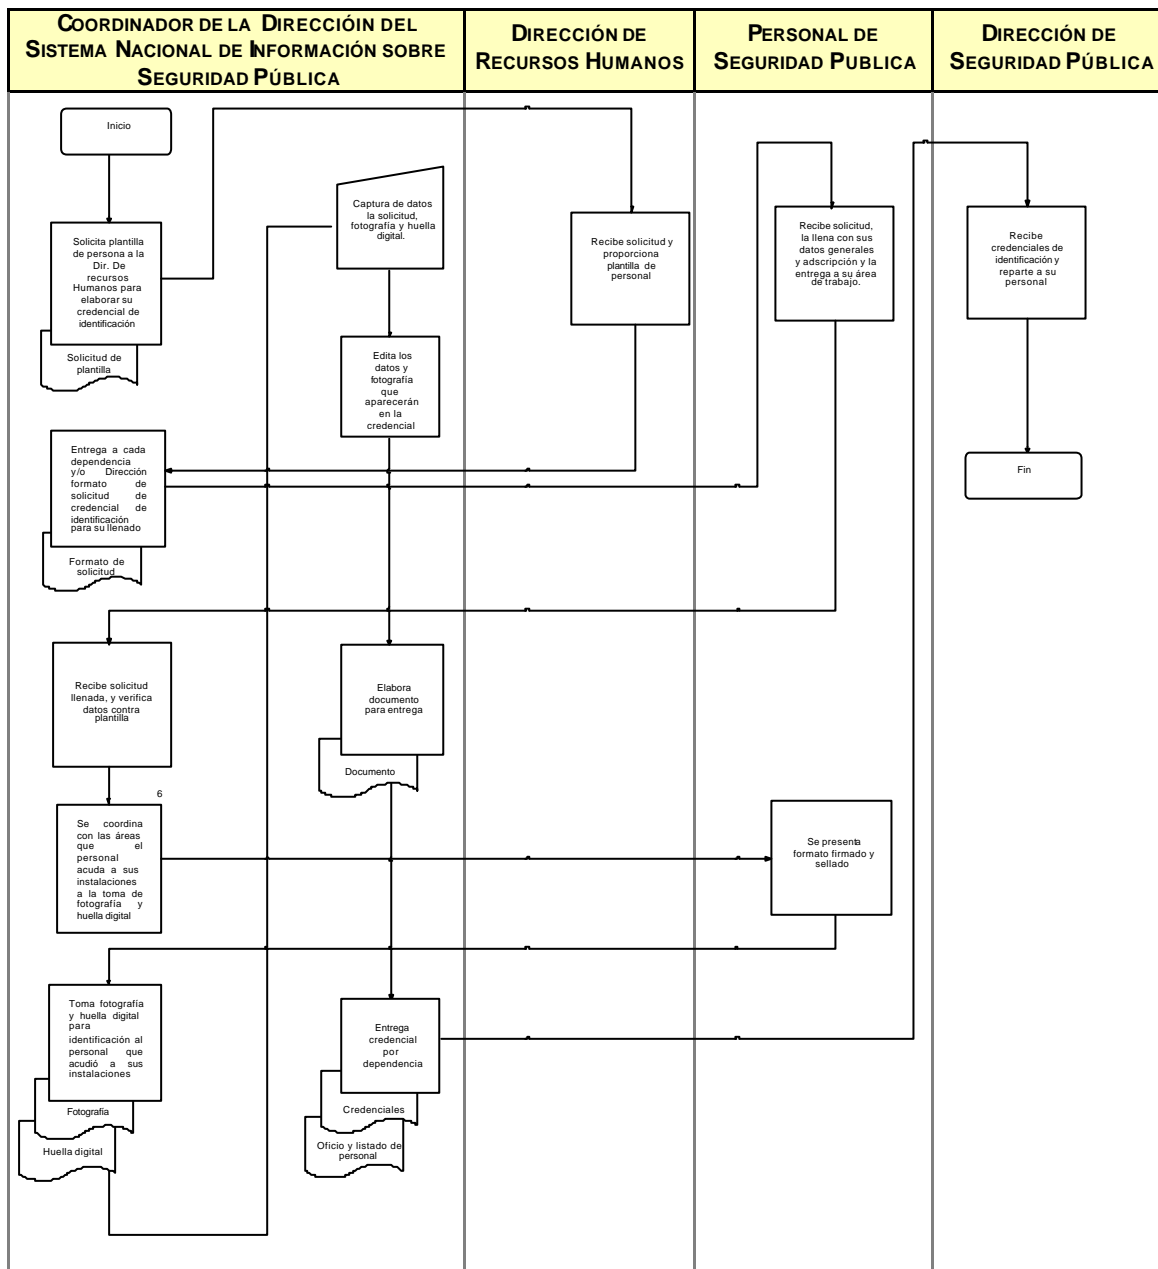 COORDINADOR DE LA DIRECCIÓIN DEL
SISTEMA NACIONAL DE INFORMACIÓN SOBRE
SEGURIDAD PÚBLICA
DIRECCIÓN DE
RECURSOS HUMANOS
PERSONAL DE
SEGURIDAD PUBLICA
DIRECCIÓN DE
SEGURIDAD PÚBLICA
Inicio
Solicita plantilla
de persona a la
Dir. De
recursos
Humanos para
elaborar su
credencial de
identificación
Solicitud de
plantilla
Captura de datos
la solicitud,
fotografía y huella
digital.
Recibe solicitud y
proporciona
plantilla de
personal
Recibe solicitud,
la llena con sus
datos generales
y adscripción y la
entrega a su área
de trabajo.
Recibe
credenciales de
identificación y
reparte a su
personal
Edita los
datos y
fotografía
que
aparecerán
en la
credencial
Entrega a cada
dependencia
y/o Dirección
formato de
solicitud de
credencial de
identificación
para su llenado
Formato de
solicitud
Fin
Recibe solicitud
llenada, y verifica
datos contra
plantilla
Elabora
documento
para entrega
Documento
6
Se coordina
con las áreas
que el
personal
acuda a sus
instalaciones
a la toma de
fotografía y
huella digital
Se presenta
formato firmado y
sellado
Toma fotografía
y huella digital
para
identificación al
personal que
acudió a sus
instalaciones
Fotografía
Huella digital
Entrega
credencial
por
dependencia
Credenciales
Oficio y listado de
personal